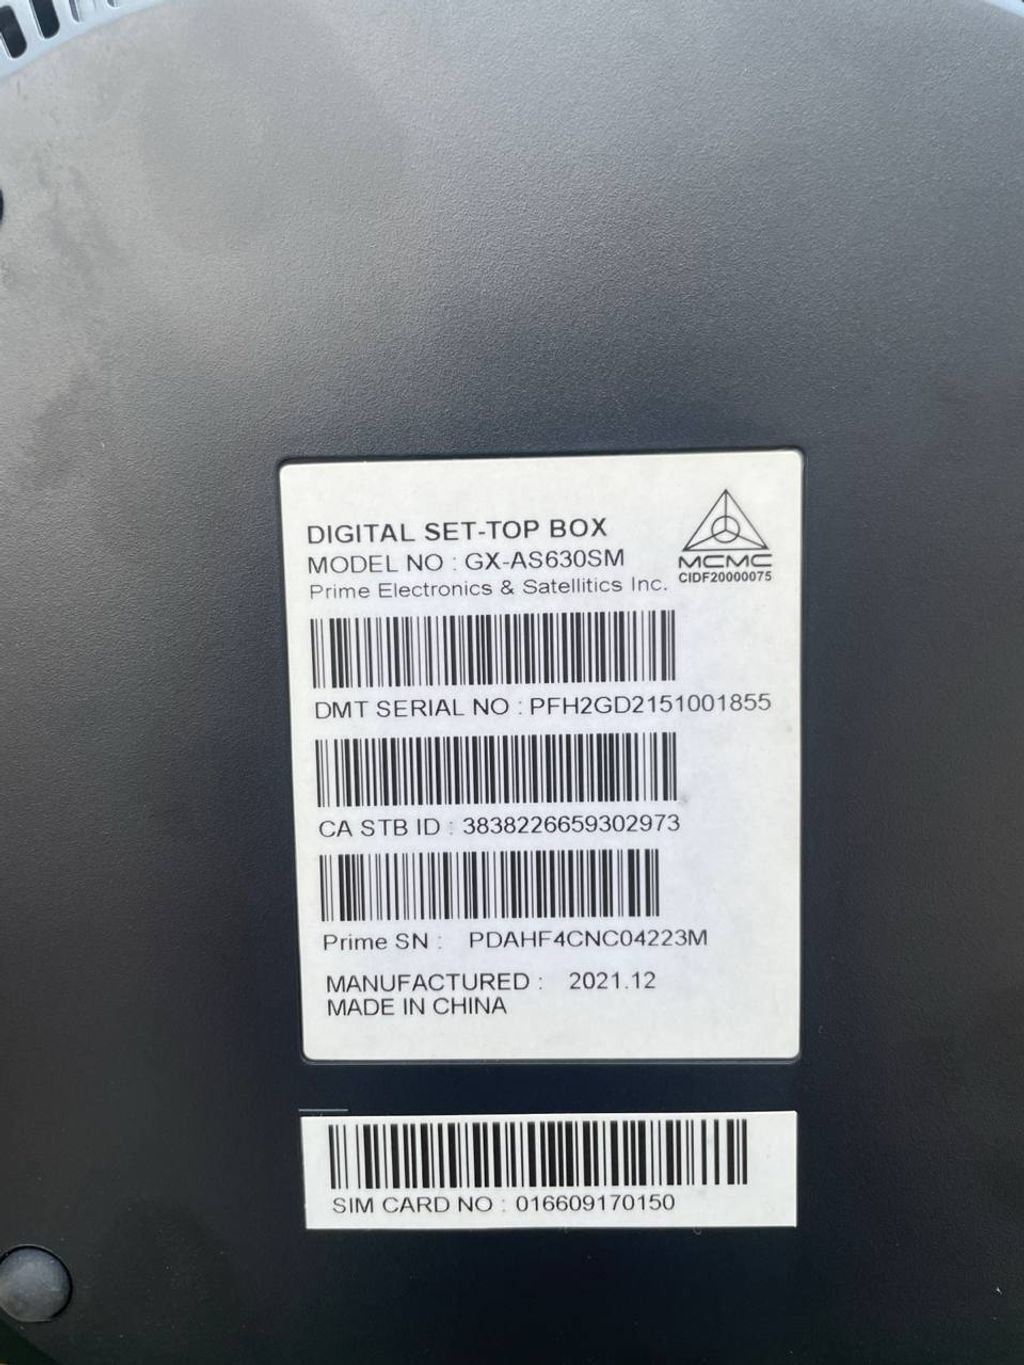 DIGITAL SET-TOP BOX
MODEL NO : GX-AS630SM
Prime Electronics & Satellitics Inc.
MCMC
CIDF20000075
DMT SERIAL NO : PFH2GD2151001855
CA STB ID : 3838226659302973
Prime SN : PDAHF4CNC04223M
MANUFACTURED : 2021.12
MADE IN CHINA
SIM CARD NO : 016609170150